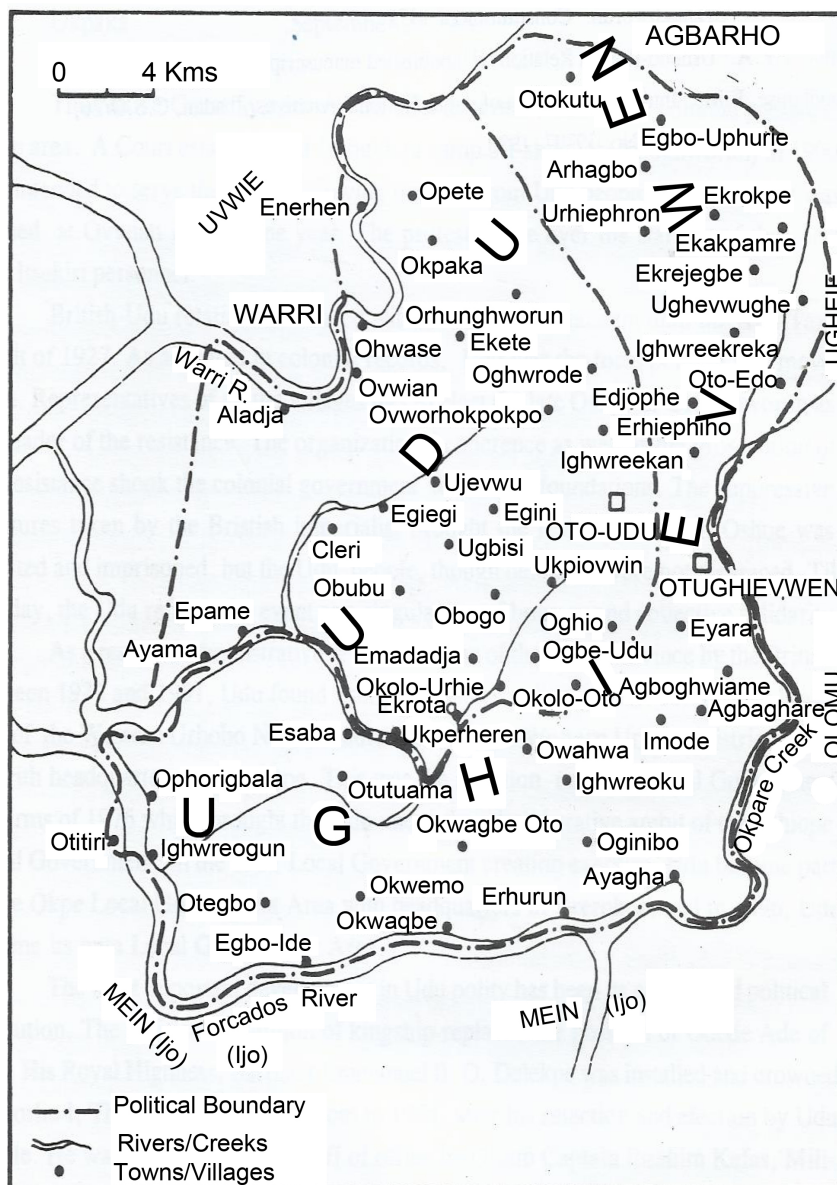 AGBARHO
0 4 Kms
Otokutu
Egbo-Uphurie
Arhagbo
UVWIE
Opete
Enerhen
Urhiephron
Ekrokpe
Ekakpamre
Okpaka
Ekrejegbe
Ughevwughe
UGHELE
WARRI
Orhunghworun
Ohwase
Ekete
Ighwreekreka
Warri R.
Oghwrode
Oto-Edo
Ovwian
Edjophe
Aladja
Ovworhokpokpo
Erhiephiho
Ighwreekan
Ujevwu
Egiegi
Egini
OTO-UDU
Cleri
Ugbisi
Ukpiovwin
OTUGHIEVWEN
Obubu
Epame
Obogo
Oghio
Eyara
Ayama
Emadadja
Ogbe-Udu
Okolo-Urhie
Agboghwiame
Ekrota
Okolo-Oto
Agbaghare
OLOMU
Esaba
Ukperheren
Imode
Owahwa
Ophorigbala
Otutuama
Ighwreoku
Okpare Creek
Otitiri
Ighwreogun
Okwagbe Oto
Oginibo
Ayagha
Otegbo
Okwemo
Erhurun
Okwaqbe
Egbo-Ide
MEIN (Ijo)
Forcados River
(Ijo)
MEIN (Ijo)
UDU
UGHIEVWEN
Political Boundary
Rivers/Creeks
Towns/Villages